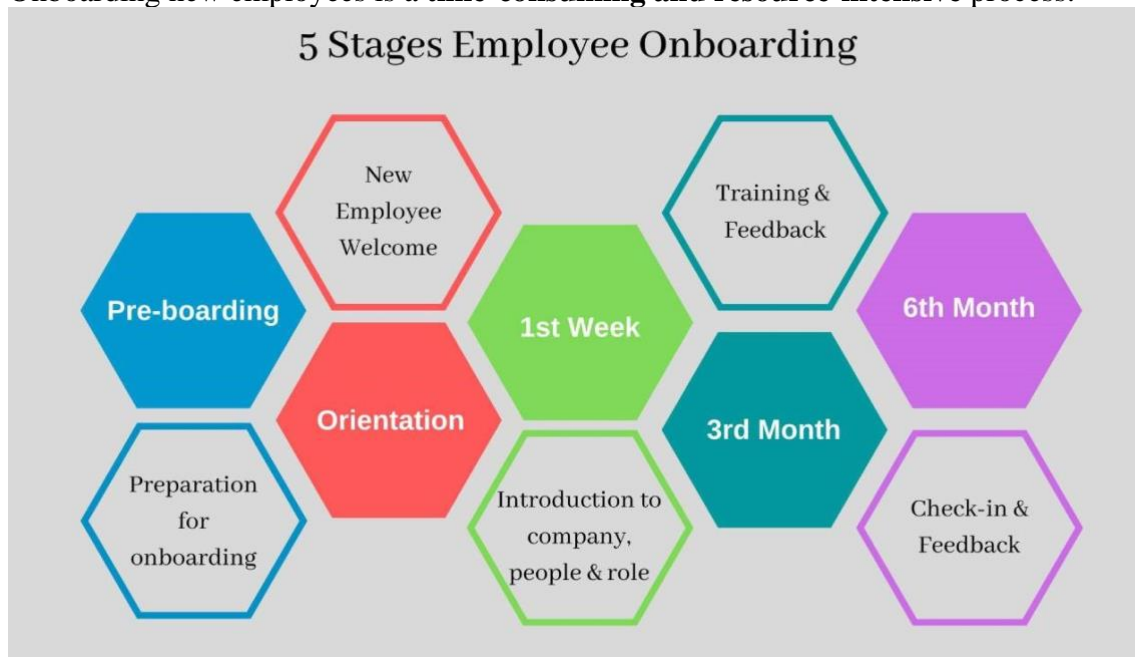 Onboarding new employees is a time-consuming and resource-intensive process.
5 Stages Employee Onboarding
Pre-boarding
Preparation
for
onboarding
New
Employee
Welcome
Orientation
1st Week
Introduction to
company,
people & role
Training &
Feedback
3rd Month
6th Month
Check-in &
Feedback